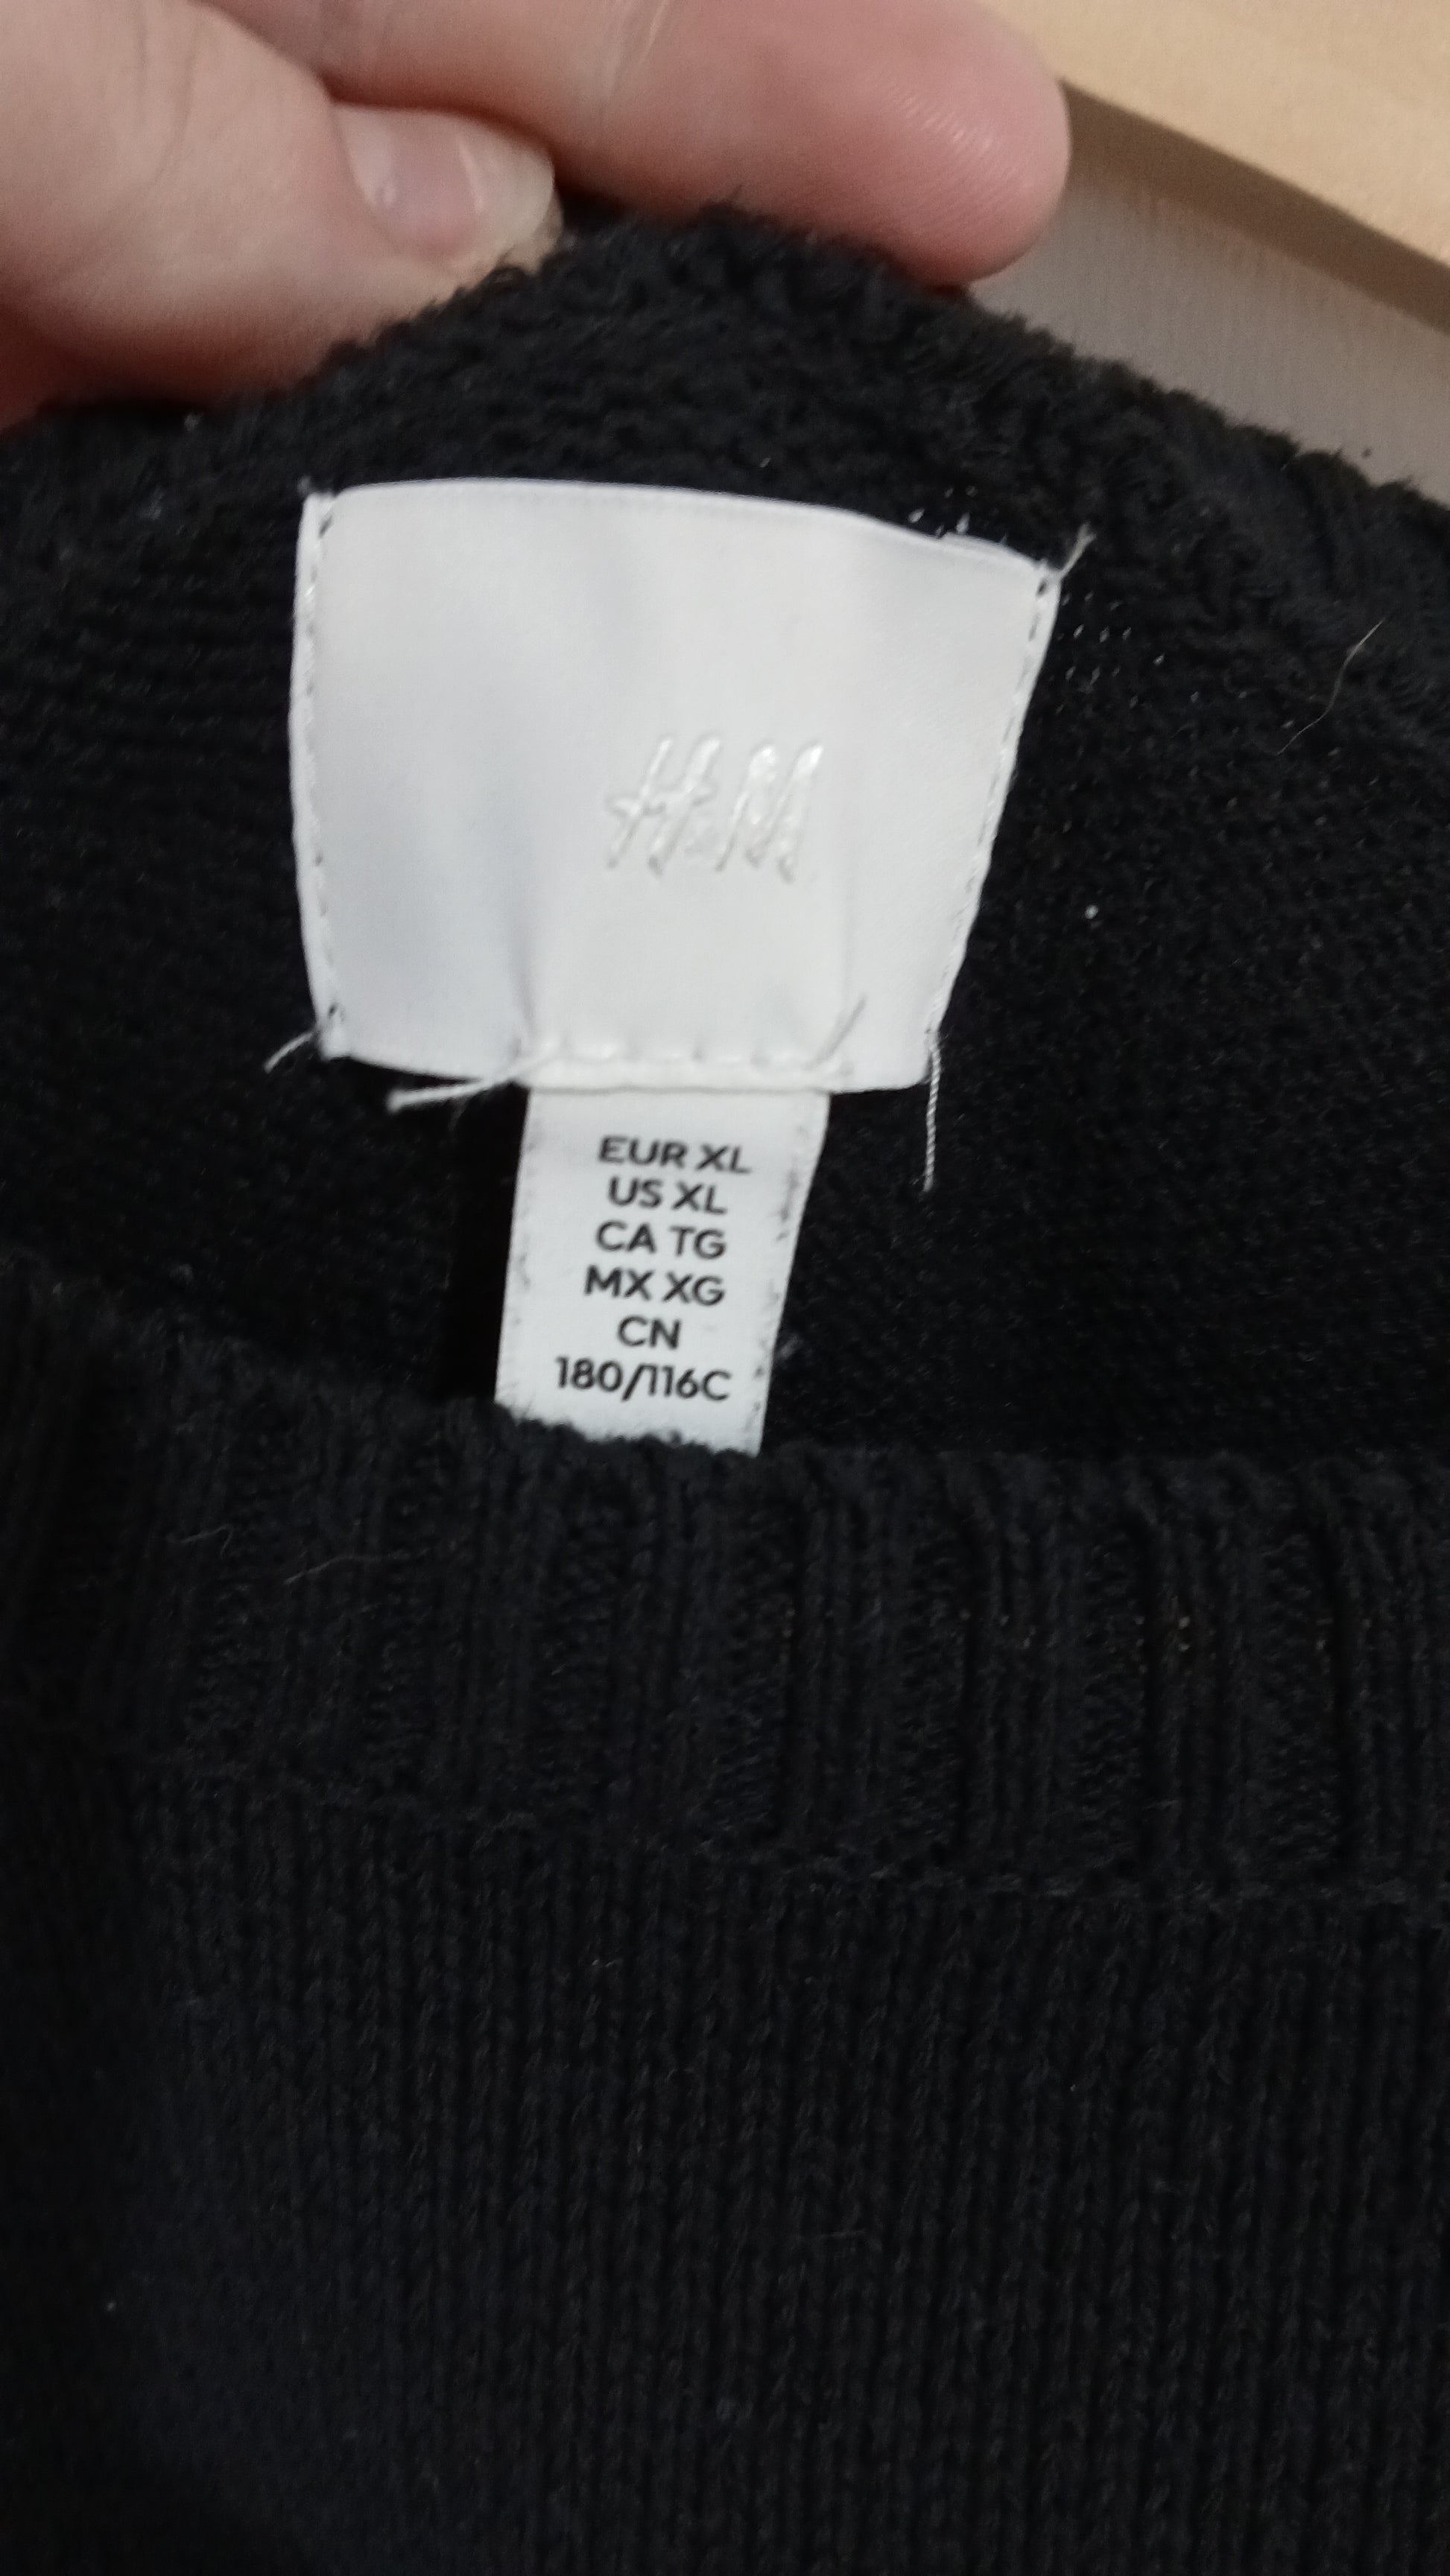 H&M
EUR XL
US XL
CA TG
MX XG
CN
180/116C